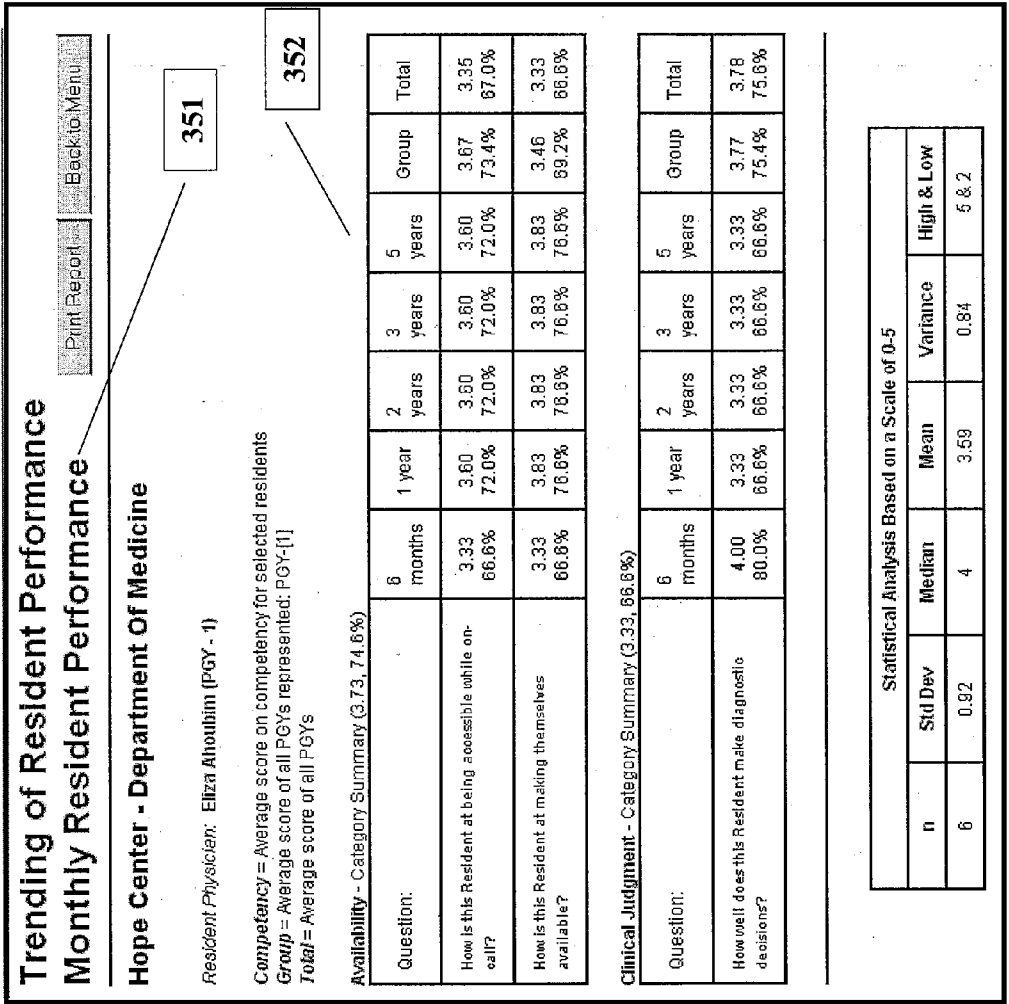 Trending of Resident Performance
Monthly Resident Performance
Print Report Back to Menu
351
Hope Center - Department Of Medicine
Resident Physician: Eliza Ahoubim (PGY - 1)
352
Competency = Average score on competency for selected residents
Group = Average score of all PGYs represented: PGY-[1]
Total = Average score of all PGYs
Availability - Category Summary (3.73, 74.6%)
Question: 6 months 1 year 2 years 3 years 5 years Group Total
How is this Resident at being accessible while on-call? 3.33 66.6% 3.60 72.0% 3.60 72.0% 3.60 72.0% 3.60 72.0% 3.67 73.4% 3.35 67.0%
How is this Resident at making themselves available? 3.33 66.6% 3.83 76.6% 3.83 76.6% 3.83 76.6% 3.83 76.6% 3.46 69.2% 3.33 66.6%
Clinical Judgment - Category Summary (3.33, 66.6%)
Question: 6 months 1 year 2 years 3 years 5 years Group Total
How well does this Resident make diagnostic decisions? 4.00 80.0% 3.33 66.6% 3.33 66.6% 3.33 66.6% 3.33 66.6% 3.77 75.4% 3.78 75.6%
Statistical Analysis Based on a Scale of 0-5
n Std Dev Median Mean Variance High & Low
6 0.92 4 3.59 0.84 5 & 2